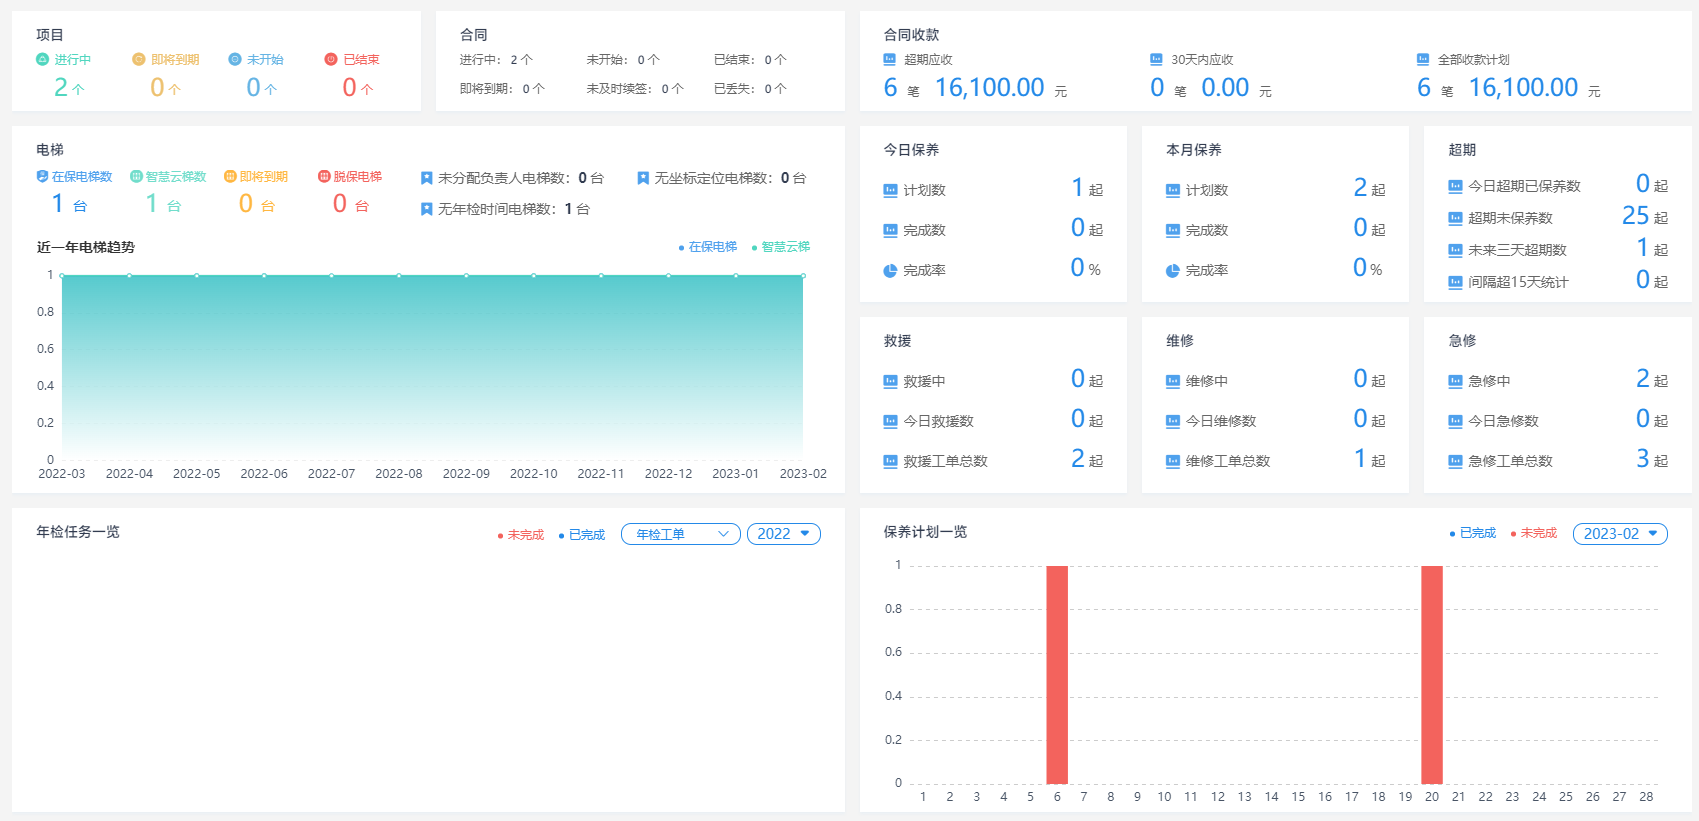 项目
进行中 即将到期 未开始 已结束
2 个 0 个 0 个 0 个
合同
进行中： 2 个 未开始： 0 个 已结束： 0 个
即将到期： 0 个 未及时续签： 0 个 已丢失： 0 个
合同收款
超期应收 30天内应收 全部收款计划
6 笔 16,100.00 元 0 笔 0.00 元 6 笔 16,100.00 元
电梯
在保电梯数 智慧云梯数 即将到期 脱保电梯
1 台 1 台 0 台 0 台
未分配负责人电梯数： 0 台 无坐标定位电梯数： 0 台
无年检时间电梯数： 1 台
近一年电梯趋势
在保电梯 智慧云梯
1
0.8
0.6
0.4
0.2
0
2022-03 2022-04 2022-05 2022-06 2022-07 2022-08 2022-09 2022-10 2022-11 2022-12 2023-01 2023-02
今日保养
计划数 1 起
完成数 0 起
完成率 0 %
本月保养
计划数 2 起
完成数 0 起
完成率 0 %
超期
今日超期已保养数 0 起
超期未保养数 25 起
未来三天超期数 1 起
间隔超15天统计 0 起
救援
救援中 0 起
今日救援数 0 起
救援工单总数 2 起
维修
维修中 0 起
今日维修数 0 起
维修工单总数 1 起
急修
急修中 2 起
今日急修数 0 起
急修工单总数 3 起
年检任务一览
未完成 已完成 年检工单 2022
保养计划一览
已完成 未完成 2023-02
1
0.8
0.6
0.4
0.2
0
1 2 3 4 5 6 7 8 9 10 11 12 13 14 15 16 17 18 19 20 21 22 23 24 25 26 27 28